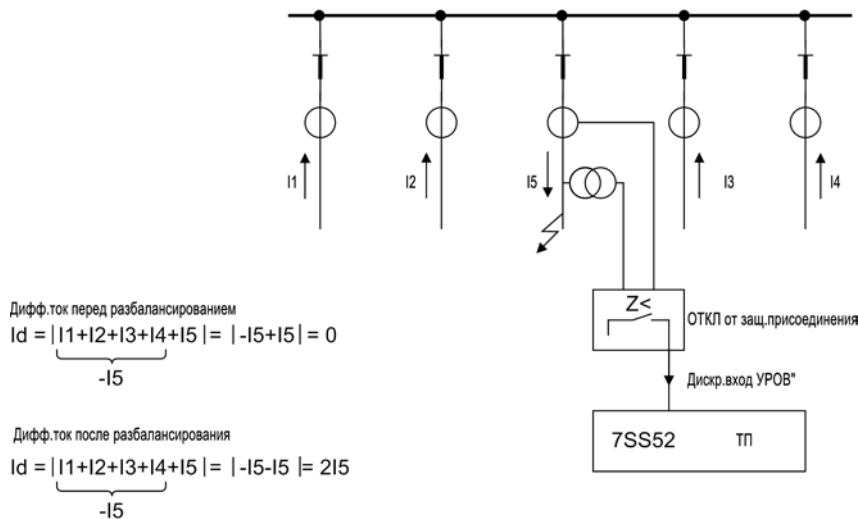 I1
I2
I5
I3
I4
Дифф.ток перед разбалансированием
Id = |I1+I2+I3+I4+I5| = | -I5+I5| = 0
-I5
Z<
ОТКЛ от защ.присоединения
Дискр.вход УРОВ"
Дифф.ток после разбалансирования
Id = |I1+I2+I3+I4+I5| = | -I5-I5 |= 2I5
-I5
7SS52 ТП